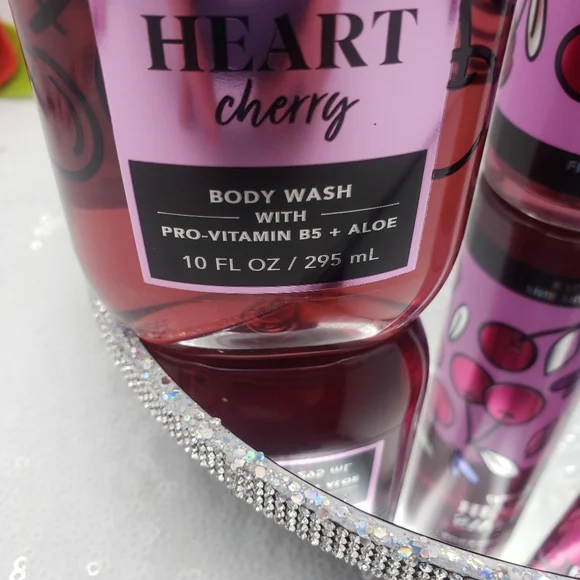 HEART
cherry
BODY WASH
WITH
PRO-VITAMIN B5 + ALOE
10 FL OZ / 295 mL